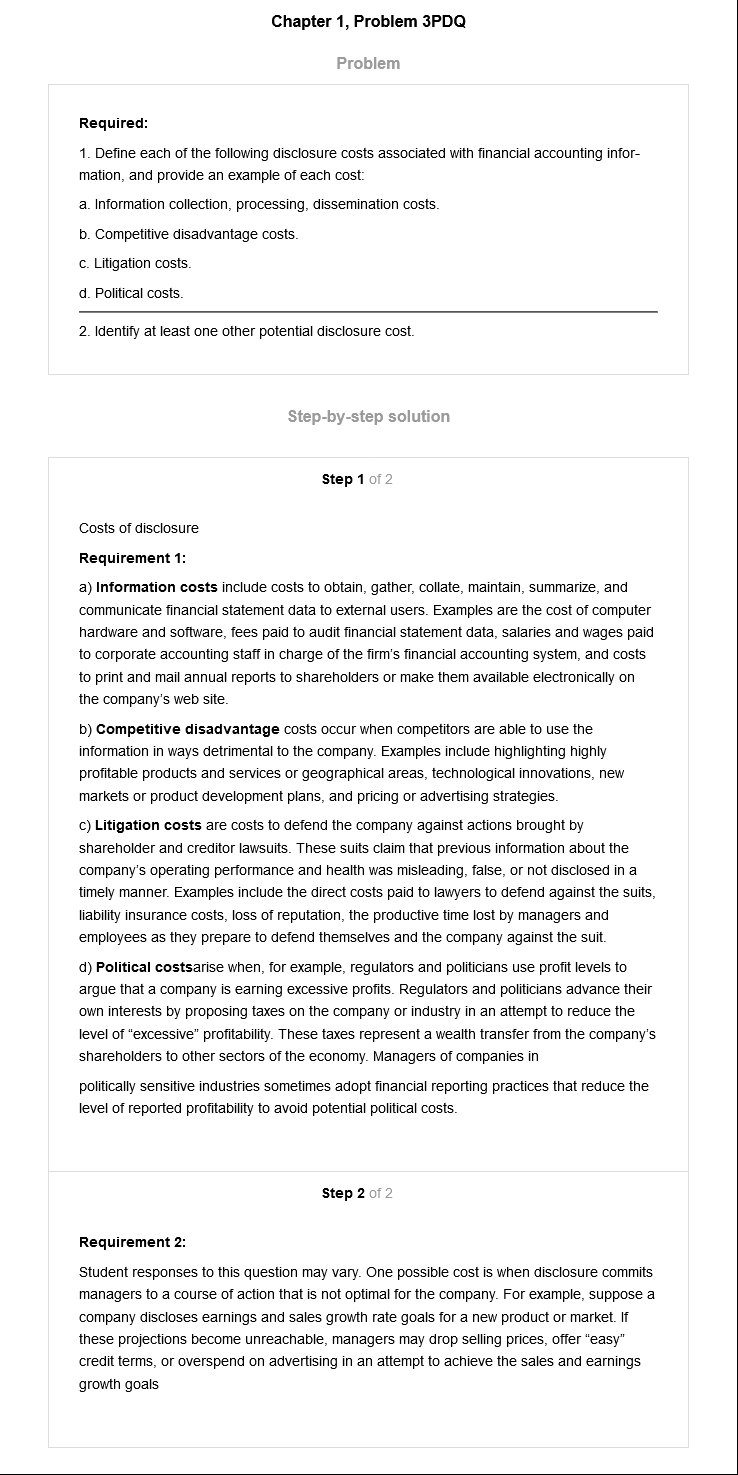 Chapter 1, Problem 3PDQ
Problem
Required:
1. Define each of the following disclosure costs associated with financial accounting infor-
mation, and provide an example of each cost:
a. Information collection, processing, dissemination costs.
b. Competitive disadvantage costs.
c. Litigation costs.
d. Political costs.
2. Identify at least one other potential disclosure cost.
Step-by-step solution
Step 1 of 2
Costs of disclosure
Requirement 1:
a) Information costs include costs to obtain, gather, collate, maintain, summarize, and
communicate financial statement data to external users. Examples are the cost of computer
hardware and software, fees paid to audit financial statement data, salaries and wages paid
to corporate accounting staff in charge of the firm's financial accounting system, and costs
to print and mail annual reports to shareholders or make them available electronically on
the company's web site.
b) Competitive disadvantage costs occur when competitors are able to use the
information in ways detrimental to the company. Examples include highlighting highly
profitable products and services or geographical areas, technological innovations, new
markets or product development plans, and pricing or advertising strategies.
c) Litigation costs are costs to defend the company against actions brought by
shareholder and creditor lawsuits. These suits claim that previous information about the
company's operating performance and health was misleading, false, or not disclosed in a
timely manner. Examples include the direct costs paid to lawyers to defend against the suits,
liability insurance costs, loss of reputation, the productive time lost by managers and
employees as they prepare to defend themselves and the company against the suit.
d) Political costsarise when, for example, regulators and politicians use profit levels to
argue that a company is earning excessive profits. Regulators and politicians advance their
own interests by proposing taxes on the company or industry in an attempt to reduce the
level of “excessive” profitability. These taxes represent a wealth transfer from the company's
shareholders to other sectors of the economy. Managers of companies in
politically sensitive industries sometimes adopt financial reporting practices that reduce the
level of reported profitability to avoid potential political costs.
Step 2 of 2
Requirement 2:
Student responses to this question may vary. One possible cost is when disclosure commits
managers to a course of action that is not optimal for the company. For example, suppose a
company discloses earnings and sales growth rate goals for a new product or market. If
these projections become unreachable, managers may drop selling prices, offer “easy”
credit terms, or overspend on advertising in an attempt to achieve the sales and earnings
growth goals